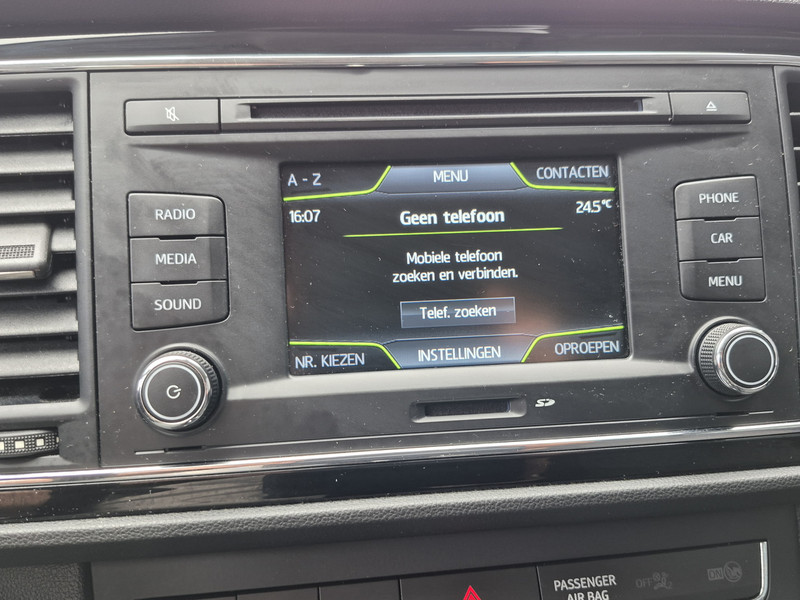 A - Z
MENU
CONTACTEN
16:07
Geen telefoon
24.5°C
Mobiele telefoon
zoeken en verbinden.
Telef. zoeken
NR. KIEZEN
INSTELLINGEN
OPROEPEN
RADIO
MEDIA
SOUND
PHONE
CAR
MENU
SD
PASSENGER
AIR BAG
OFF
ON